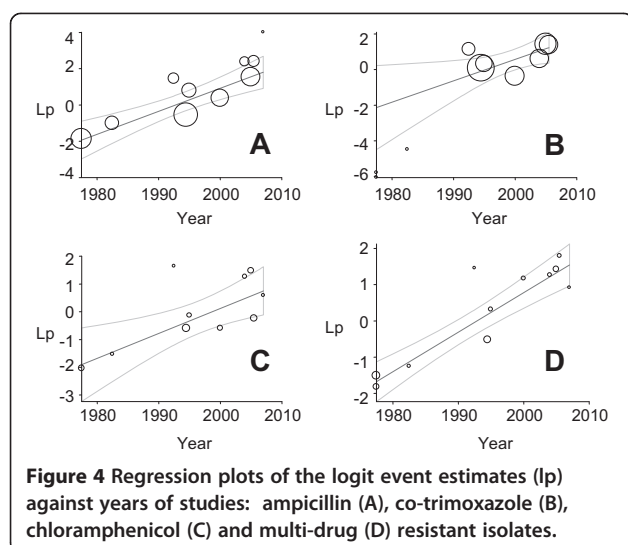 4
2
0
-2
-4
Lp
A
1980 1990 2000 2010
Year
2
0
-2
-4
-6
Lp
B
1980 1990 2000 2010
Year
2
1
0
-1
-2
-3
Lp
C
1980 1990 2000 2010
Year
2
1
0
-1
-2
Lp
D
1980 1990 2000 2010
Year
Figure 4 Regression plots of the logit event estimates (lp)
against years of studies: ampicillin (A), co-trimoxazole (B),
chloramphenicol (C) and multi-drug (D) resistant isolates.